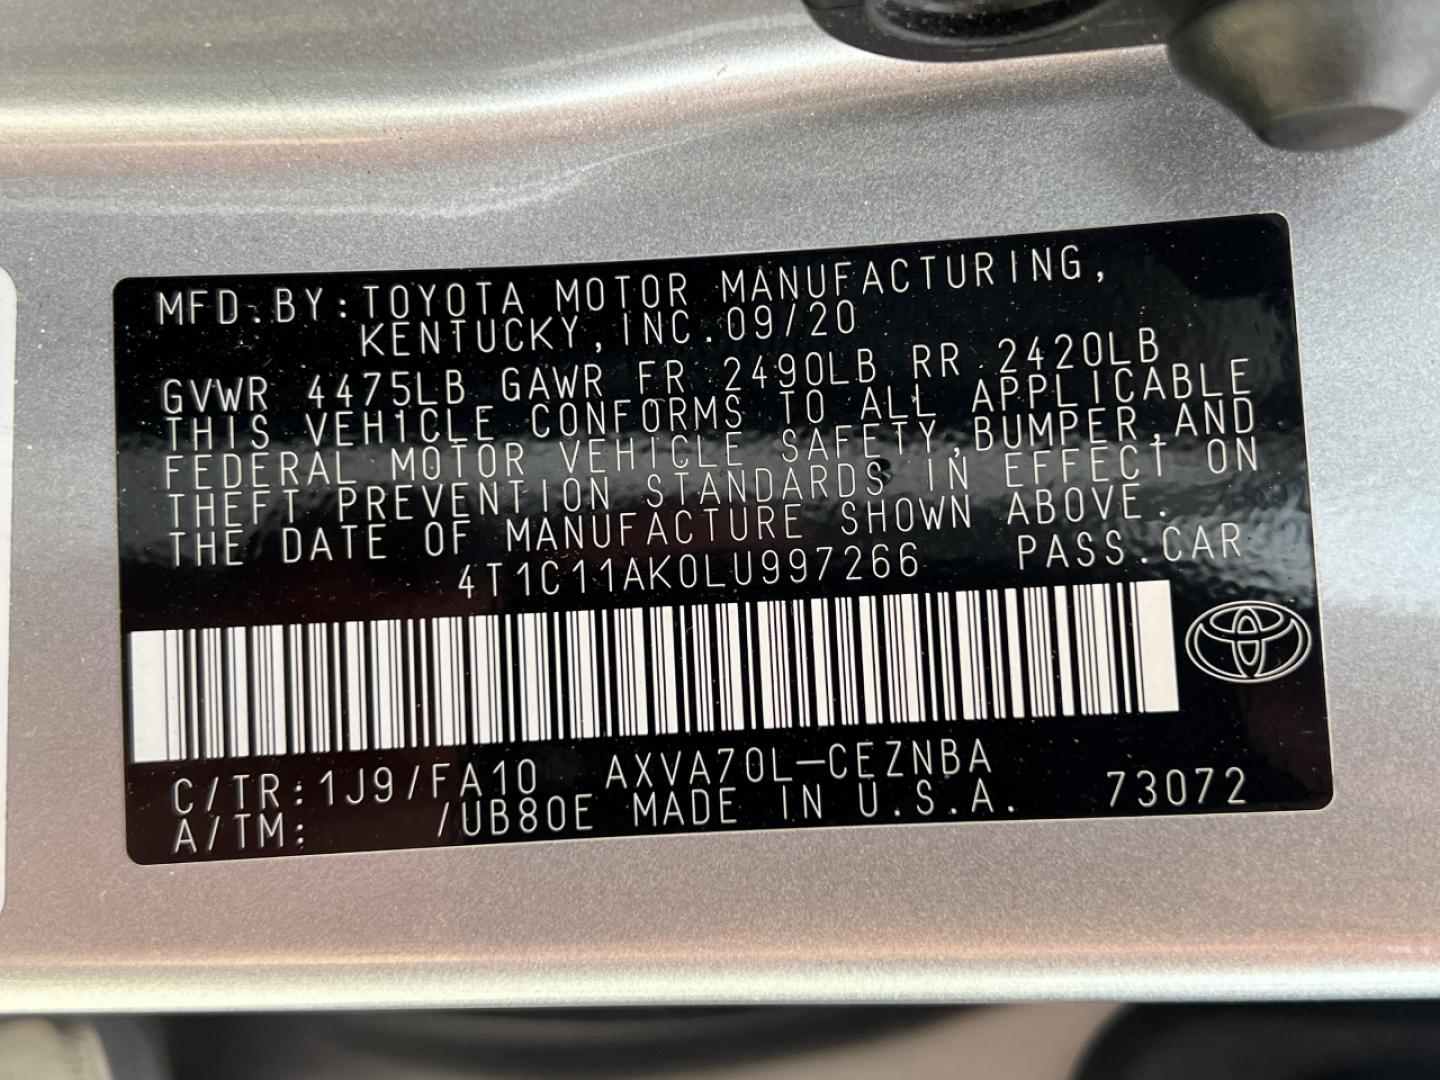 MFD.BY:TOYOTA MOTOR MANUFACTURING,
KENTUCKY,INC.09/20
GVWR 4475LB GAWR FR 2490LB RR 2420LB
THIS VEHICLE CONFORMS TO ALL APPLICABLE
FEDERAL MOTOR VEHICLE SAFETY,BUMPER,AND
THEFT PREVENTION STANDARDS IN EFFECT ON
THE DATE OF MANUFACTURE SHOWN ABOVE.
4T1C11AK0LU997266 PASS.CAR
C/TR:1J9/FA10 AXVA70L-CEZNBA
A/TM: /UB80E MADE IN U.S.A. 73072